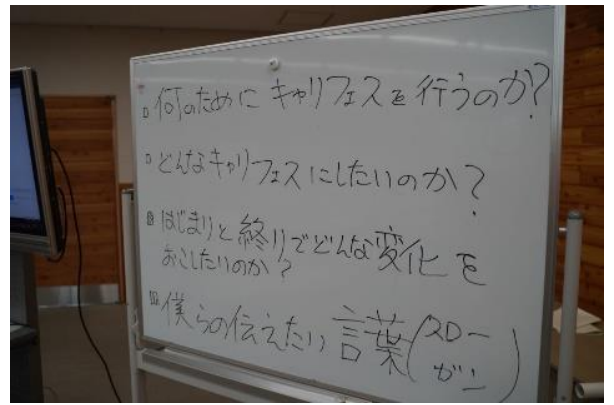 何のために キャリフェスを行うのか?
どんなキャリフェスにしたいのか?
はじまりと終りでどんな変化を
おこしたいのか?
僕らの伝えたい言葉(スローガン)